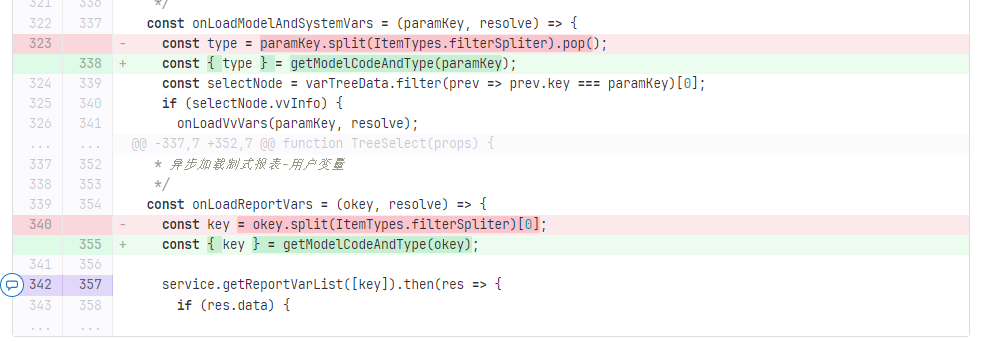 321 336 */
322 337 const onLoadModelAndSystemVars = (paramKey, resolve) => {
323 - const type = paramKey.split(ItemTypes.filterSpliter).pop();
338 + const { type } = getModelCodeAndType(paramKey);
324 339 const selectNode = varTreeData.filter(prev => prev.key === paramKey)[0];
325 340 if (selectNode.vvInfo) {
326 341 onLoadVvVars(paramKey, resolve);
... ... @@ -337,7 +352,7 @@ function TreeSelect(props) {
337 352 * 异步加载制式报表-用户变量
338 353 */
339 354 const onLoadReportVars = (okey, resolve) => {
340 - const key = okey.split(ItemTypes.filterSpliter)[0];
355 + const { key } = getModelCodeAndType(okey);
341 356
342 357 service.getReportVarList([key]).then(res => {
343 358 if (res.data) {
... ...